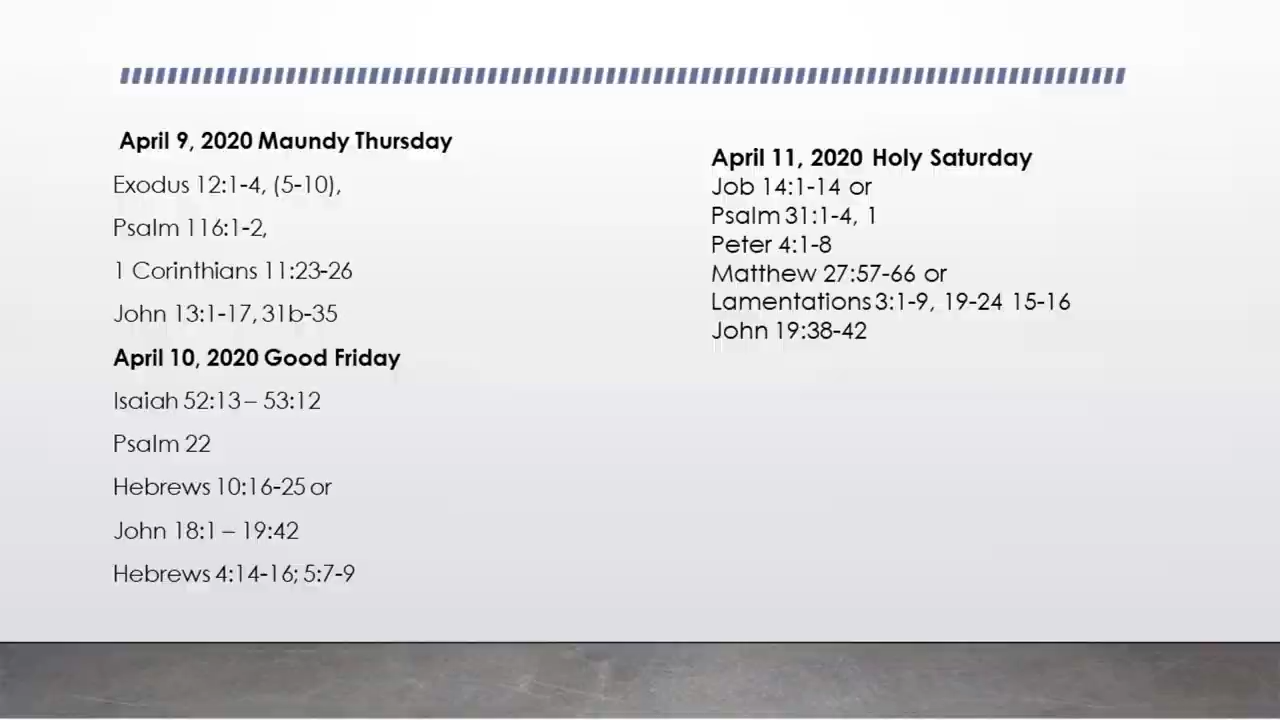 April 9, 2020 Maundy Thursday
Exodus 12:1-4, (5-10),
Psalm 116:1-2,
1 Corinthians 11:23-26
John 13:1-17, 31b-35
April 10, 2020 Good Friday
Isaiah 52:13 – 53:12
Psalm 22
Hebrews 10:16-25 or
John 18:1 – 19:42
Hebrews 4:14-16; 5:7-9
April 11, 2020 Holy Saturday
Job 14:1-14 or
Psalm 31:1-4, 1
Peter 4:1-8
Matthew 27:57-66 or
Lamentations 3:1-9, 19-24 15-16
John 19:38-42